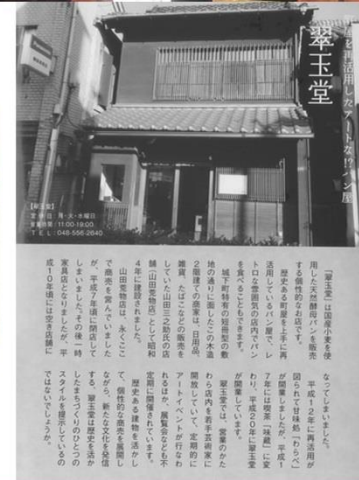 を再活用したアートな!?パン屋
翠玉堂
【翠玉堂】
定休日 月・火・水曜日
営業時間:11:00-19:00
TEL:048-556-2640
『翠玉堂』は国産小麦を使
用した天然酵母パンを販売
する個性的なお店です。
歴史ある町屋を上手に再
活用しているパン屋で、レ
トロな雰囲気の店内でパン
を食べることもできます。
城下町特有の短冊型の敷
地の通りに面したこの木造
2階建ての商家は、日用品、
雑貨、たばこなどの販売を
していた山田三之助氏の店
舗(山田荒物店)として昭和
4年に建設されました。
山田荒物店は、永くここ
で商売を営んでいました
が、平成7年頃に閉店して
しまいました。その後一時
家具店となりましたが、平
成10年頃には空き店舗に
なってしまいました。
平成12年に再活用が
図られて甘味処「わらべ」
が開業しましたが、平成1
7年には喫茶「味蔵」に変
わり、平成20年に翠玉堂
が開業しています。
翠玉堂では、営業のかた
わら店内を若手芸術家に
開放していて、定期的に
アートイベントが行なわ
れるほか、展覧会なども不
定期に開催されています。
歴史ある建物を活かし
て、個性的な商売を展開し
ながら、新たな文化を発信
する、翠玉堂は歴史を活か
したまちづくりのひとつの
スタイルを提示しているの
ではないでしょうか。